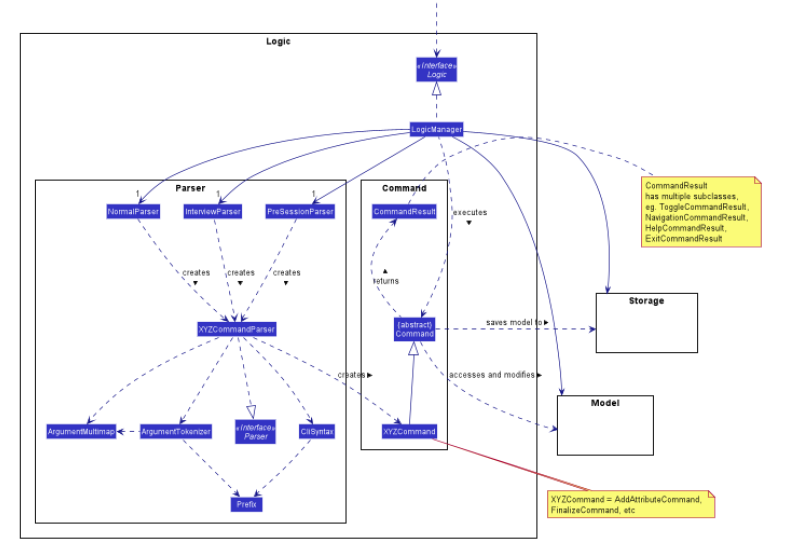 Logic
«Interface»
Logic
LogicManager
Parser
Command
1
1
1
NormalParser
InterviewParser
PreSessionParser
CommandResult
executes
CommandResult
has multiple subclasses,
eg. ToggleCommandResult,
NavigationCommandResult,
HelpCommandResult,
ExitCommandResult
creates
creates
creates
returns
Storage
XYZCommandParser
{abstract}
Command
saves model to
creates
accesses and modifies
Model
ArgumentMultimap
ArgumentTokenizer
«Interface»
Parser
CliSyntax
XYZCommand
Prefix
XYZCommand = AddAttributeCommand,
FinalizeCommand, etc